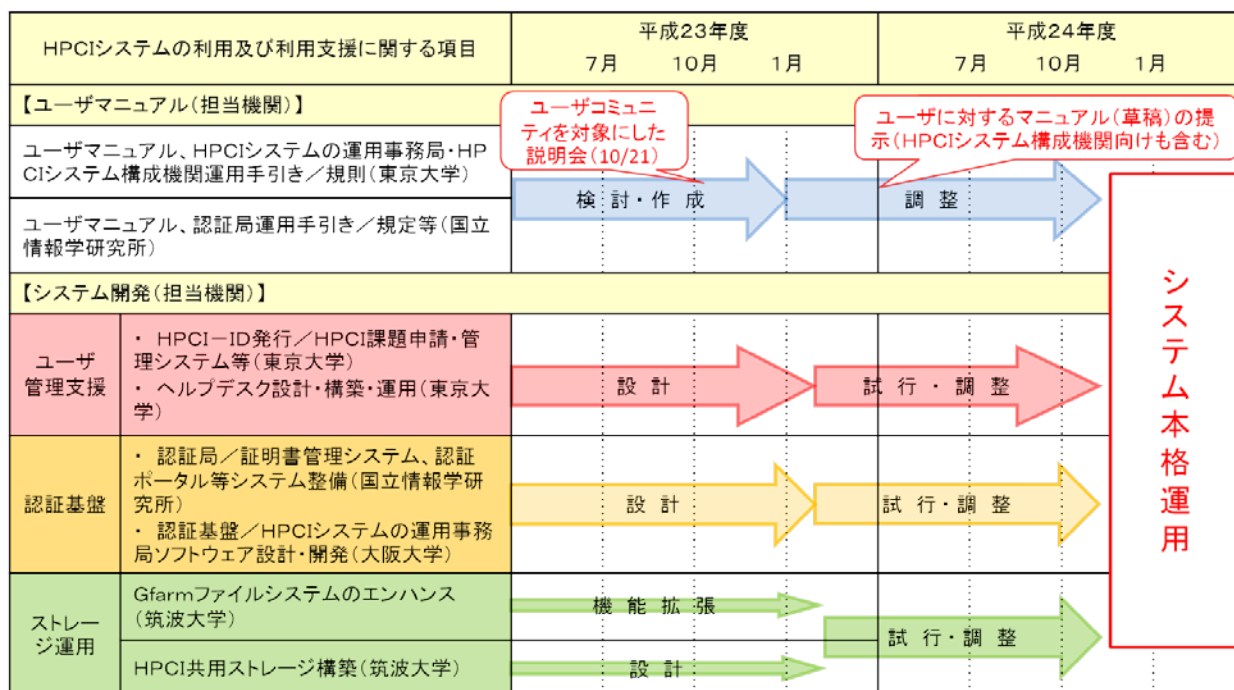 HPCIシステムの利用及び利用支援に関する項目
平成23年度
平成24年度
7月
10月
1月
7月
10月
1月
【ユーザマニュアル（担当機関）】
ユーザコミュニ
ティを対象にした
説明会（10/21）
ユーザに対するマニュアル（草稿）の提
示（HPCIシステム構成機関向けも含む）
ユーザマニュアル、HPCIシステムの運用事務局・HP
CIシステム構成機関運用手引き／規則（東京大学）
検討・作成
調整
ユーザマニュアル、認証局運用手引き／規定等（国立
情報学研究所）
【システム開発（担当機関）】
ユーザ
管理支援
・ HPCI－ID発行／HPCI課題申請・管
理システム等（東京大学）
・ ヘルプデスク設計・構築・運用（東京大
学）
設計
試行・調整
認証基盤
・ 認証局／証明書管理システム、認証
ポータル等システム整備（国立情報学研
究所）
・ 認証基盤／HPCIシステムの運用事務
局ソフトウェア設計・開発（大阪大学）
設計
試行・調整
ストレー
ジ運用
Gfarmファイルシステムのエンハンス
（筑波大学）
機能拡張
HPCI共用ストレージ構築（筑波大学）
設計
試行・調整
システム本格運用